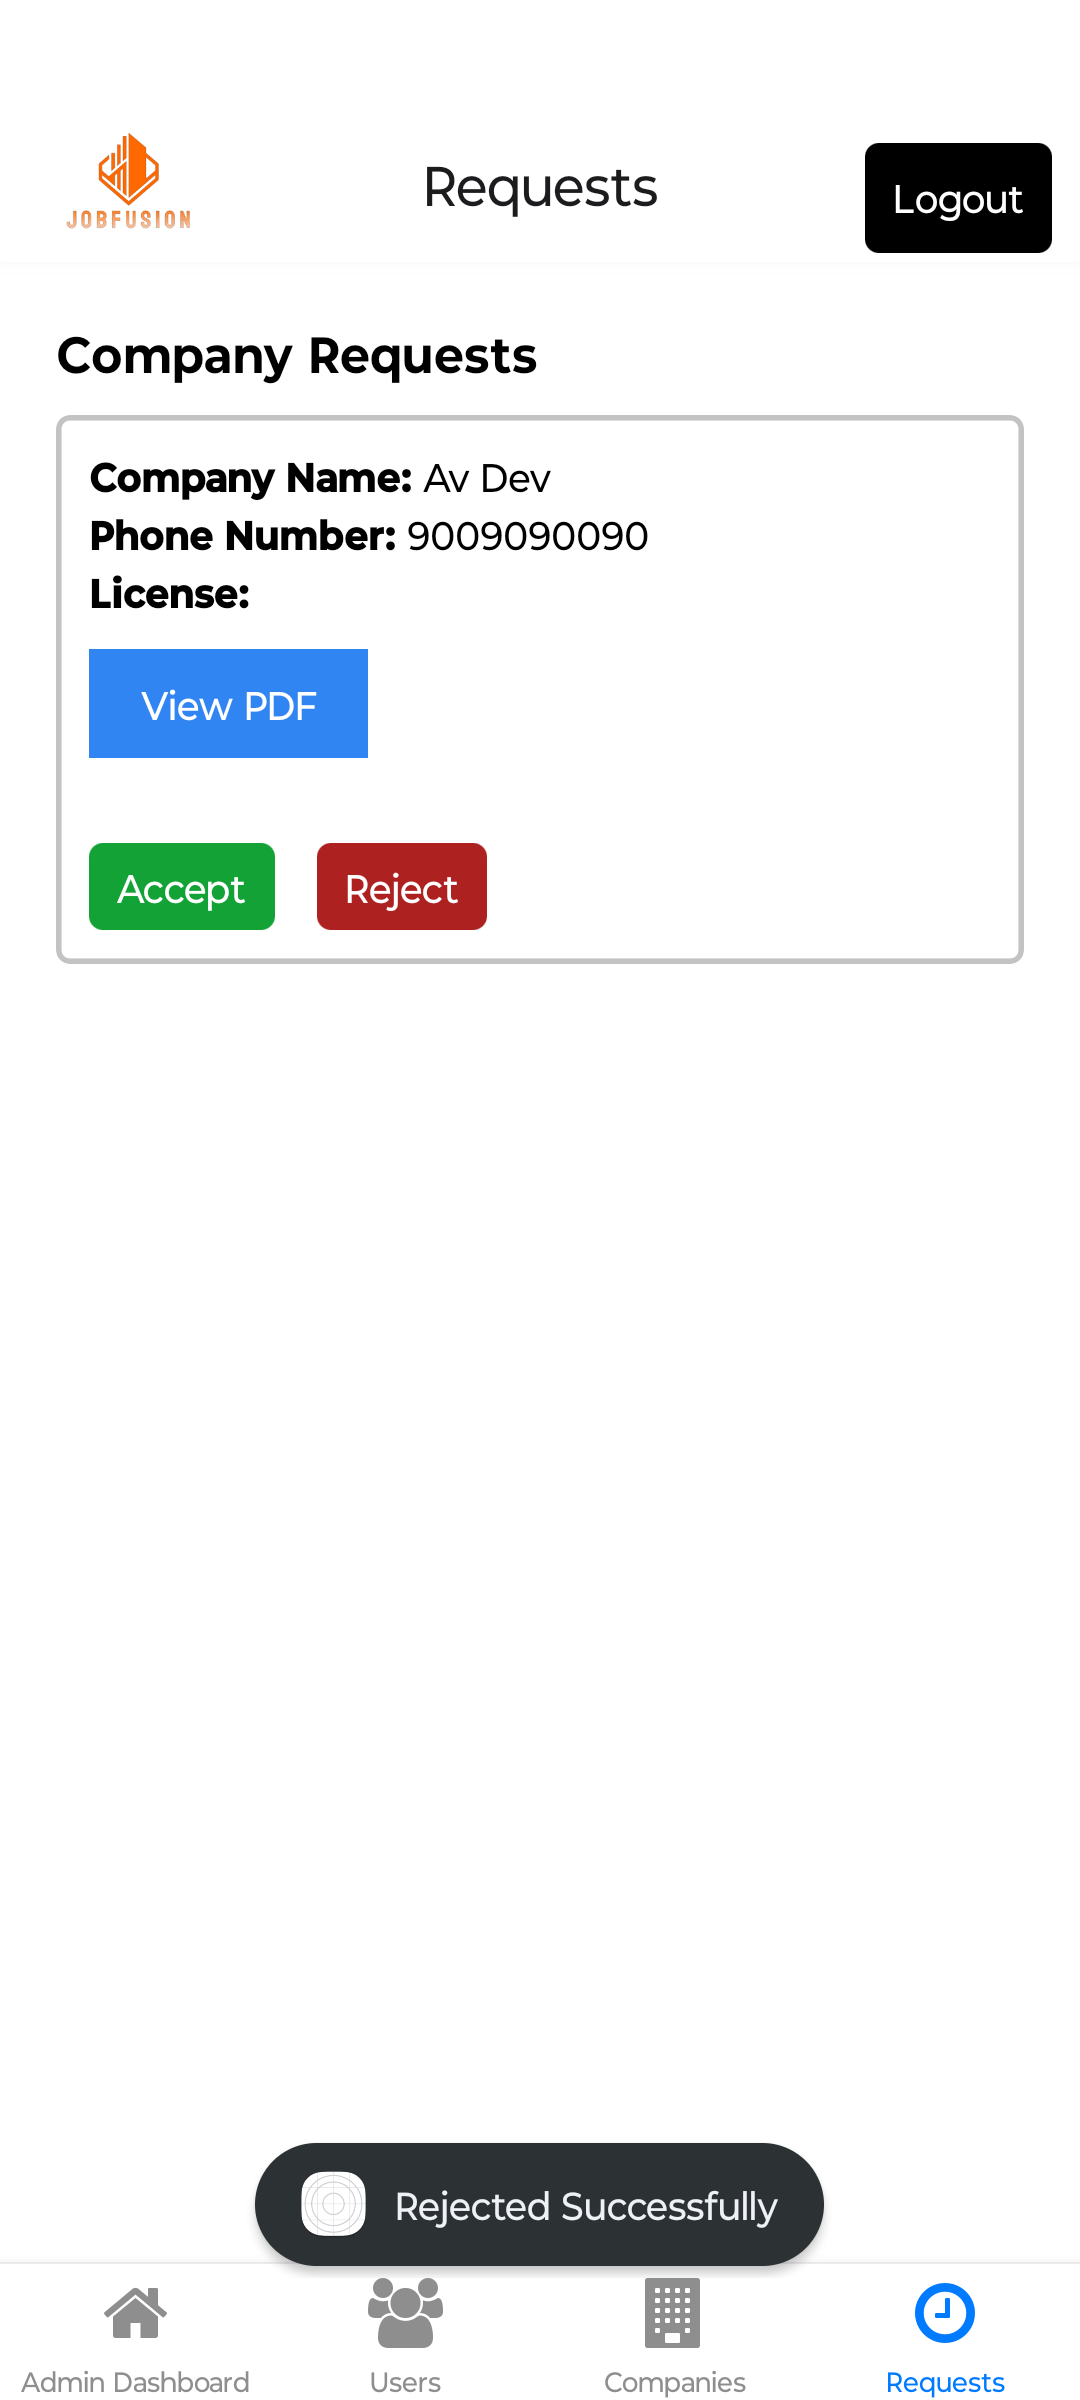 JOBFUSION
Requests
Logout
Company Requests
Company Name: Av Dev
Phone Number: 9009090090
License:
View PDF
Accept
Reject
Rejected Successfully
Admin Dashboard
Users
Companies
Requests